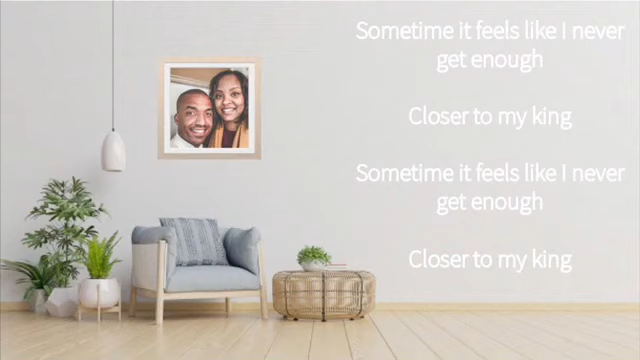 Sometime it feels like I never
get enough
Closer to my king
Sometime it feels like I never
get enough
Closer to my king